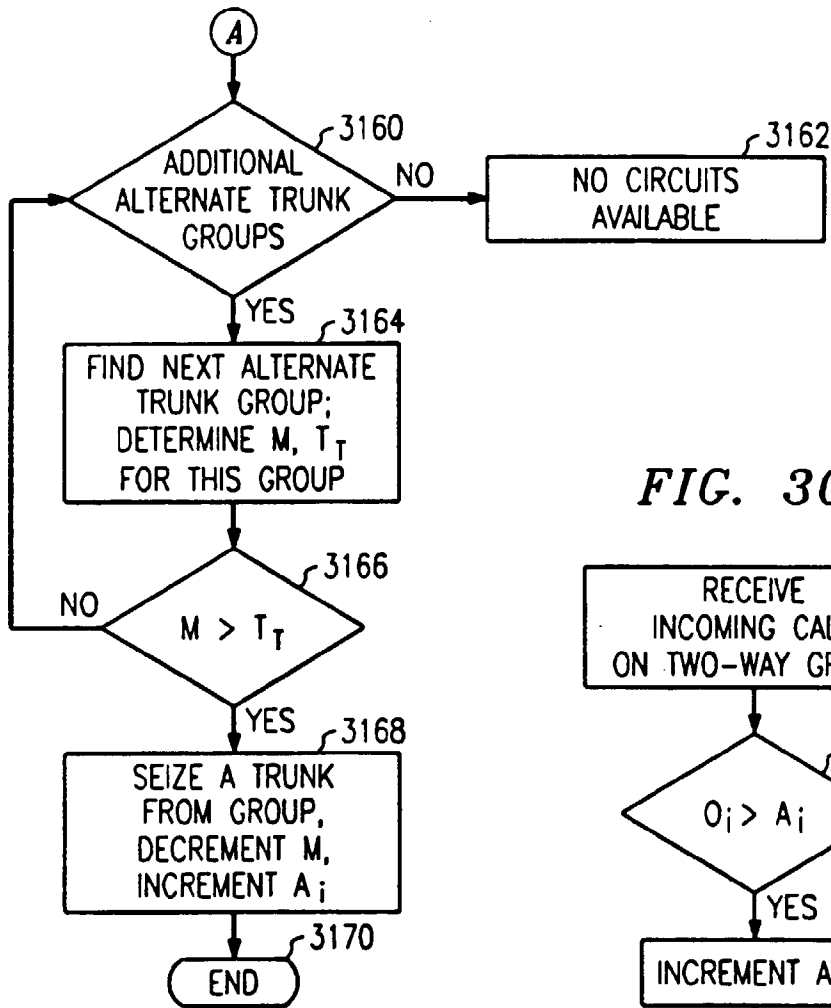 A
3160
ADDITIONAL
ALTERNATE TRUNK
GROUPS
NO
3162
NO CIRCUITS
AVAILABLE
YES
3164
FIND NEXT ALTERNATE
TRUNK GROUP;
DETERMINE M, T_T
FOR THIS GROUP
3166
NO
M > T_T
YES
3168
SEIZE A TRUNK
FROM GROUP,
DECREMENT M,
INCREMENT A_i
3170
END
FIG.
RECEIVE
INCOMING
ON TWO-WAY
O_i > A_i
YES
INCREMENT